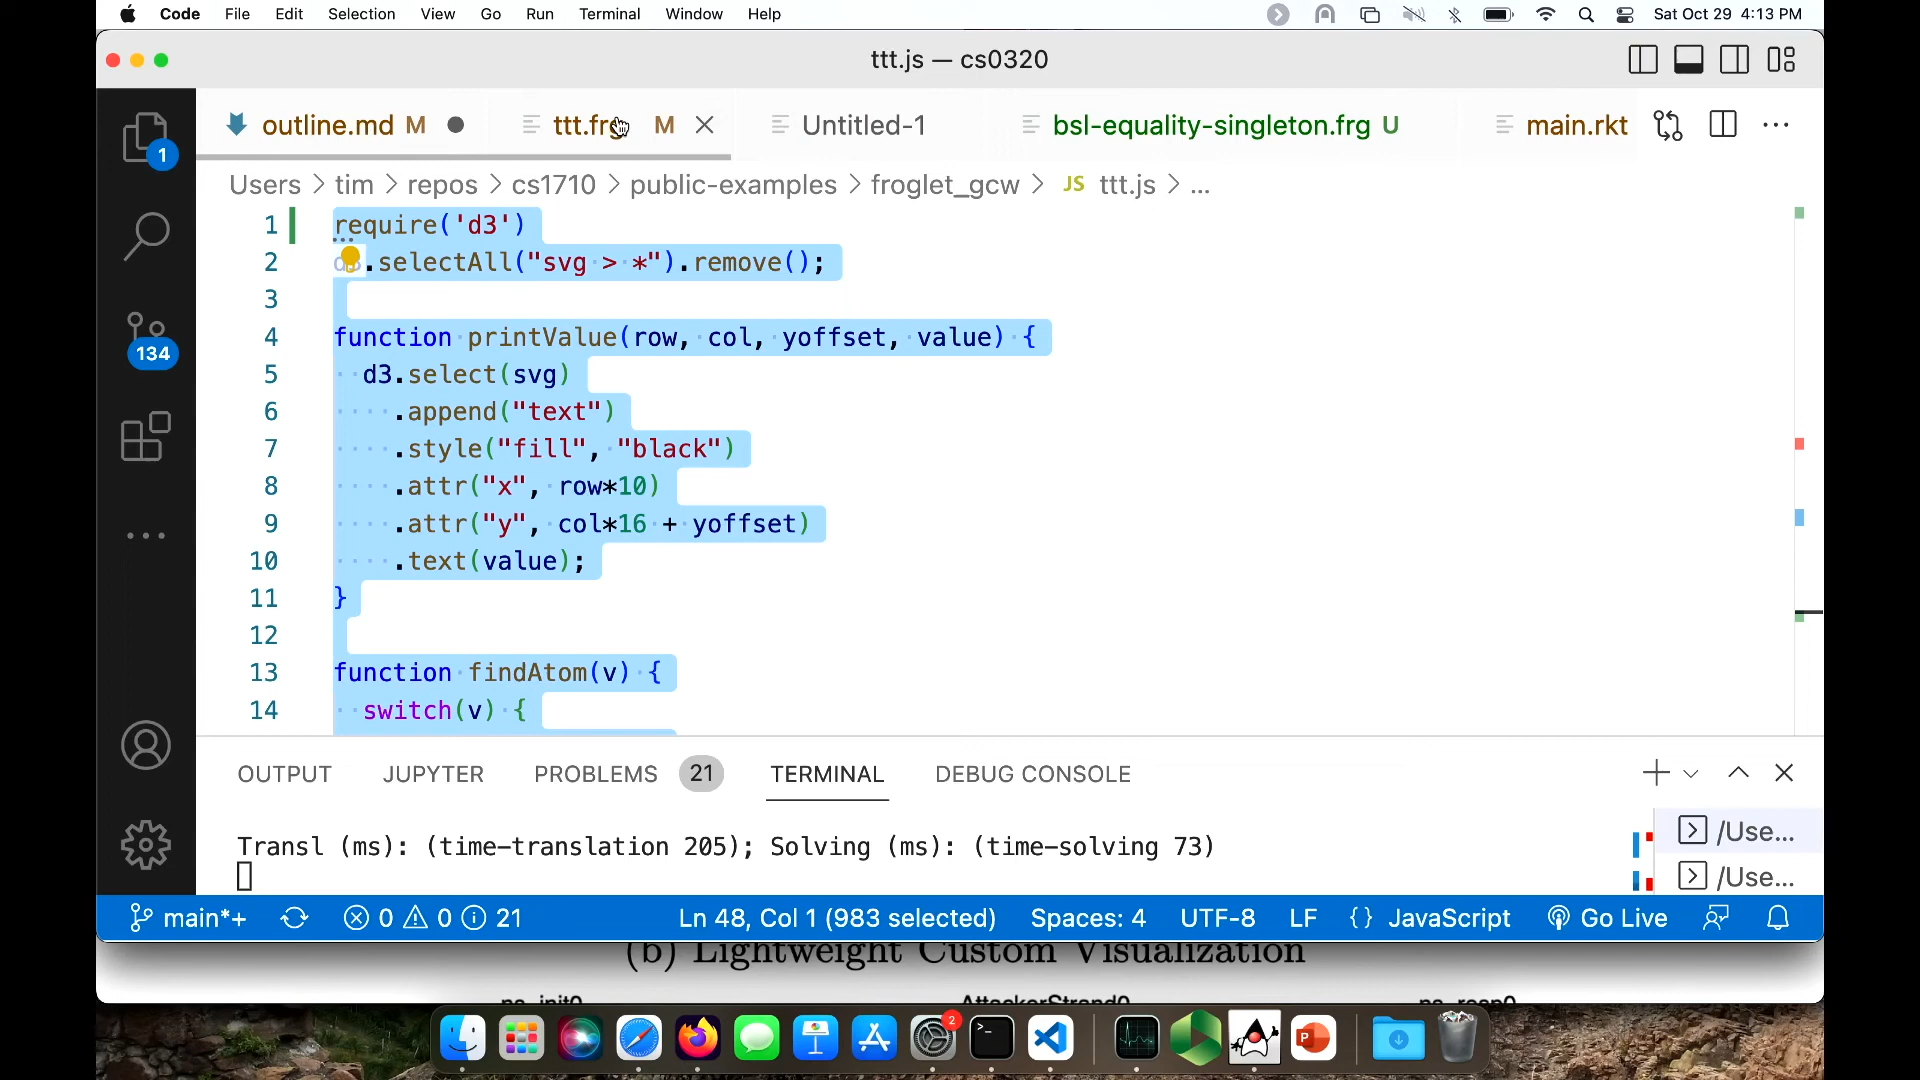 Code File Edit Selection View Go Run Terminal Window Help Sat Oct 29 4:13 PM
ttt.js — cs0320
outline.md M ttt.frg M Untitled-1 bsl-equality-singleton.frg U main.rkt
1
Users > tim > repos > cs1710 > public-examples > froglet_gcw > JS ttt.js > ...
1 require('d3')
2 d3.selectAll("svg > *").remove();
3
4 function printValue(row, col, yoffset, value) {
134
5 d3.select(svg)
6 .append("text")
7 .style("fill", "black")
8 .attr("x", row*10)
9 .attr("y", col*16 + yoffset)
10 .text(value);
11 }
12
13 function findAtom(v) {
14 switch(v) {
OUTPUT JUPYTER PROBLEMS 21 TERMINAL DEBUG CONSOLE
Transl (ms): (time-translation 205); Solving (ms): (time-solving 73)
/Use...
/Use...
main*+ 0 0 21 Ln 48, Col 1 (983 selected) Spaces: 4 UTF-8 LF {} JavaScript Go Live
(b) Lightweight Custom Visualization
ns_init0 AttackerStrand0 ns_resp0
2